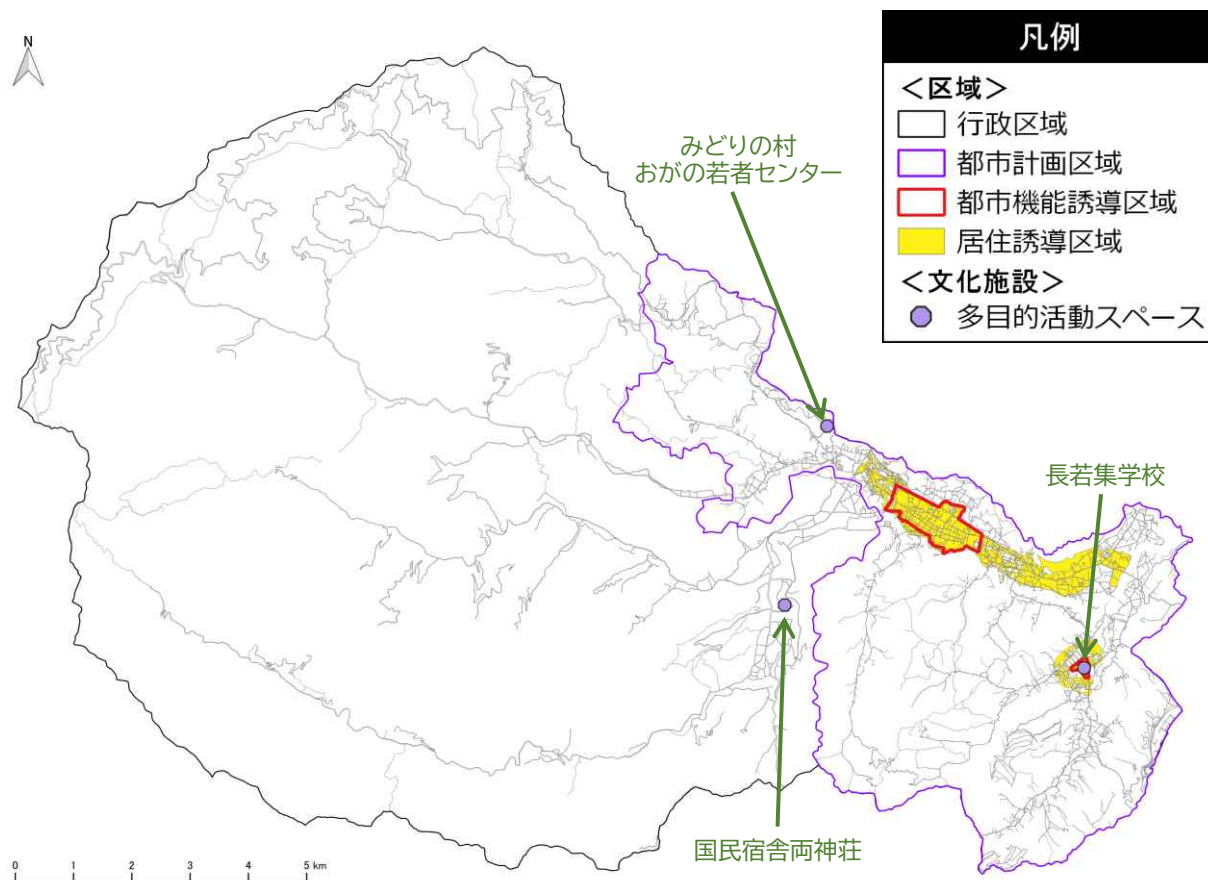 N
凡例
＜区域＞
行政区域
都市計画区域
都市機能誘導区域
居住誘導区域
＜文化施設＞
多目的活動スペース
みどりの村
おがの若者センター
長若集学校
国民宿舎両神荘
0 1 2 3 4 5 km